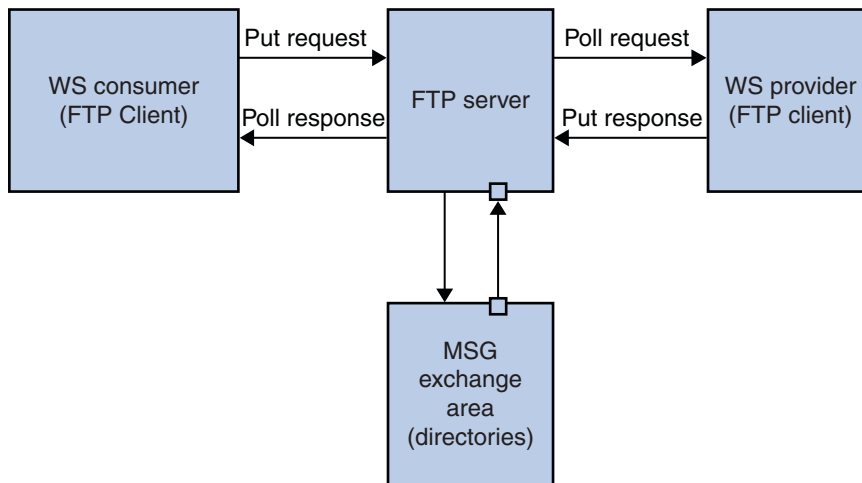 Put request
Poll request
WS consumer
(FTP Client)
FTP server
WS provider
(FTP client)
Poll response
Put response
MSG
exchange
area
(directories)